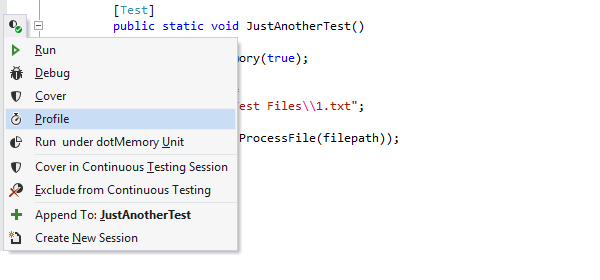 [Test]
public static void JustAnotherTest()
ory(true);
est Files\\1.txt";
ProcessFile(filepath));
Run
Debug
Cover
Profile
Run under dotMemory Unit
Cover in Continuous Testing Session
Exclude from Continuous Testing
Append To: JustAnotherTest
Create New Session